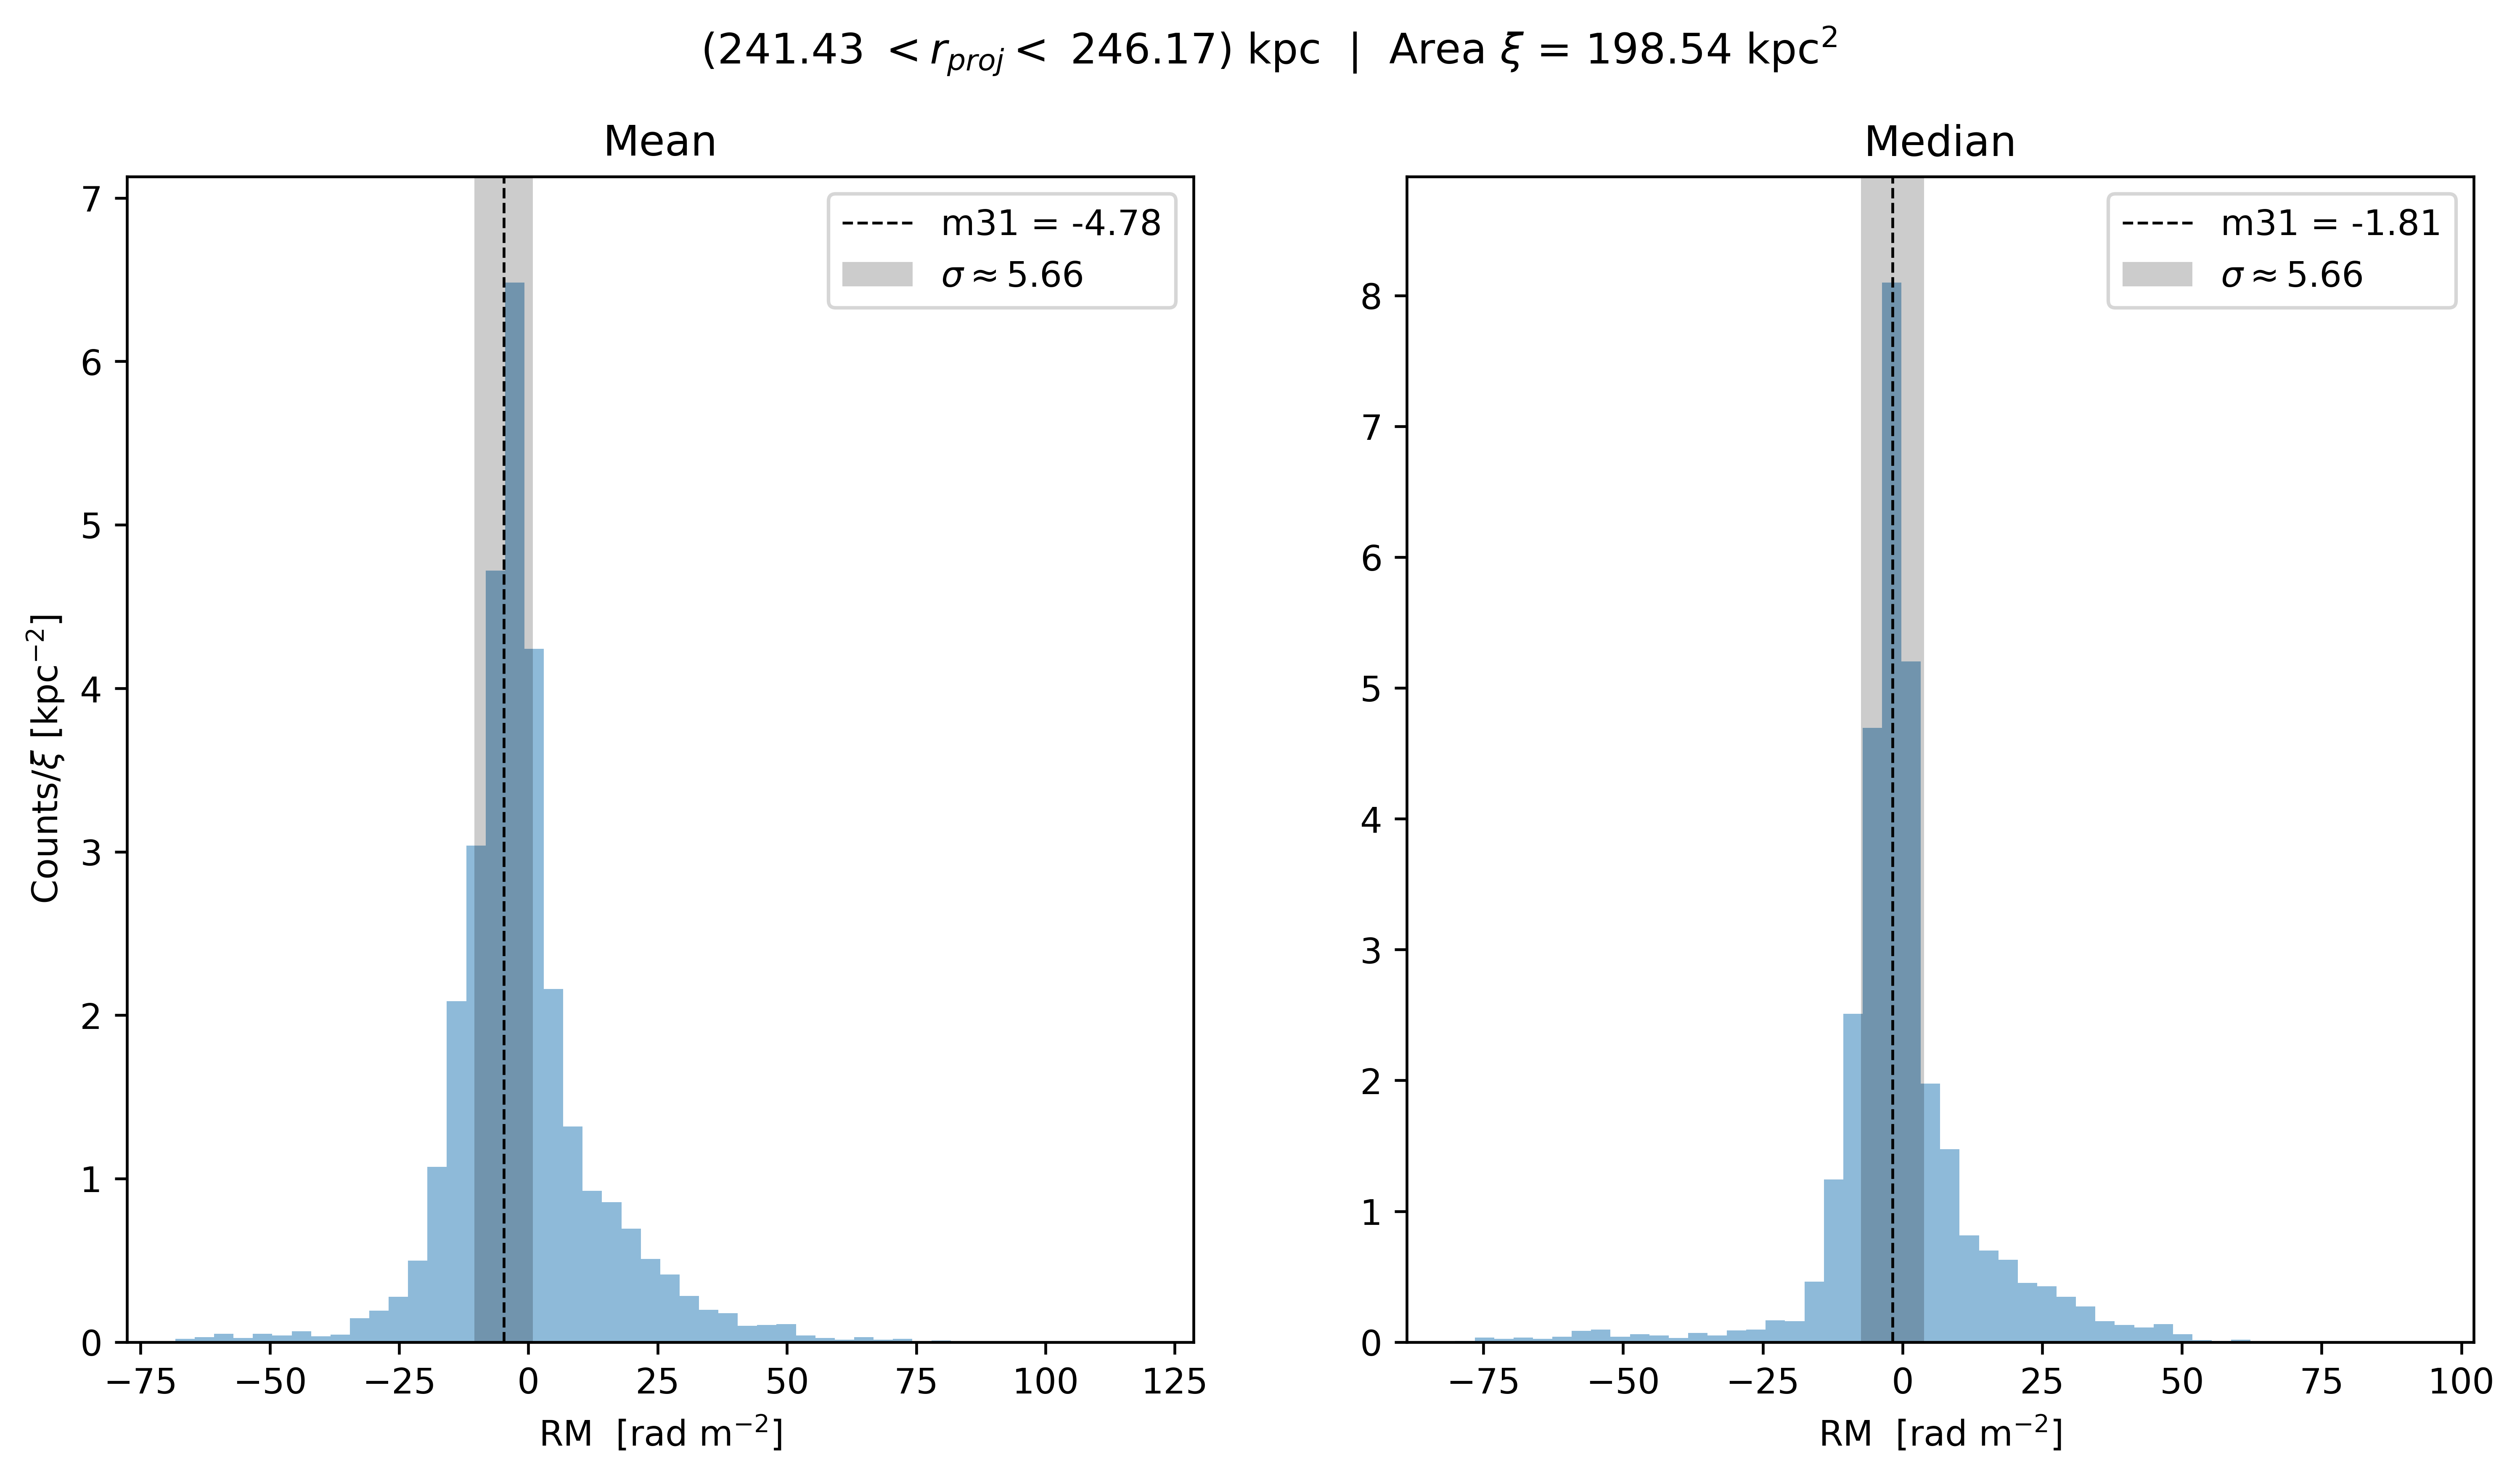 (241.43 < r_proj < 246.17) kpc | Area ξ = 198.54 kpc²
Mean
m31 = -4.78
σ ≈ 5.66
Counts/ξ [kpc⁻²]
7
6
5
4
3
2
1
0
−75 −50 −25 0 25 50 75 100 125
RM [rad m⁻²]
Median
m31 = -1.81
σ ≈ 5.66
8
7
6
5
4
3
2
1
0
−75 −50 −25 0 25 50 75 100
RM [rad m⁻²]